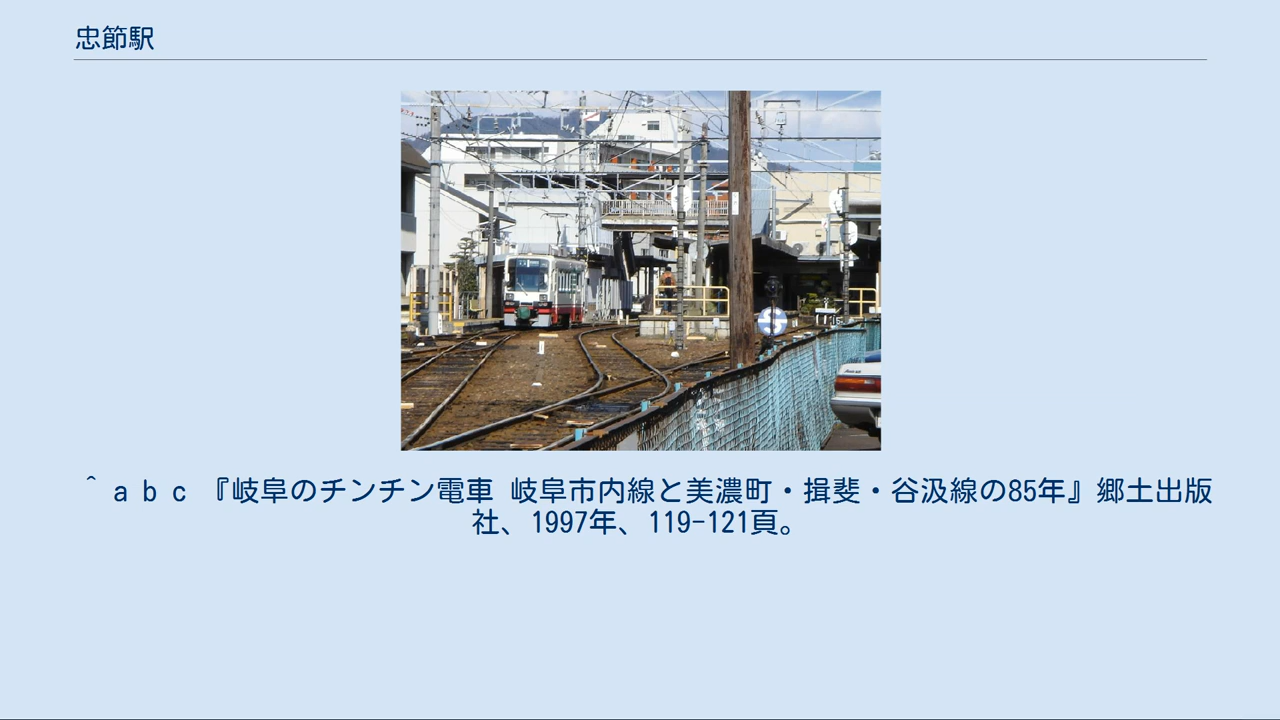 忠節駅
^ a b c 『岐阜のチンチン電車 岐阜市内線と美濃町・揖斐・谷汲線の85年』郷土出版
社、1997年、119-121頁。